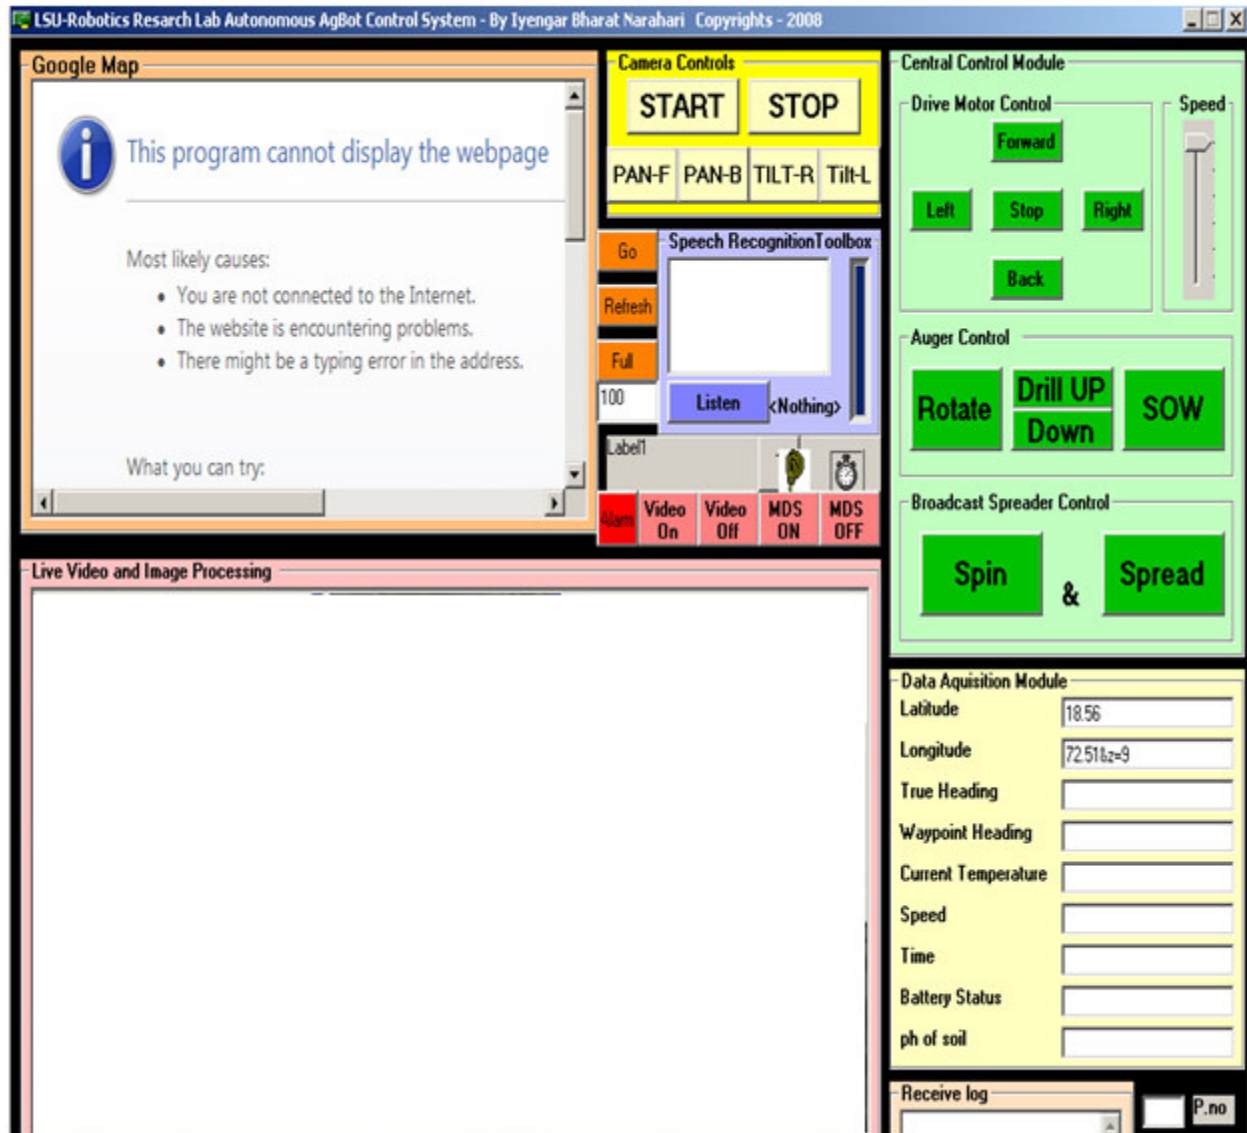 LSU-Robotics Resarch Lab Autonomous AgBot Control System - By Iyengar Bharat Narahari Copyrights - 2008
Google Map
This program cannot display the webpage
Most likely causes:
• You are not connected to the Internet.
• The website is encountering problems.
• There might be a typing error in the address.
What you can try:
Camera Controls
START STOP
PAN-F PAN-B TILT-R Tilt-L
Go
Refresh
Full
100
Speech RecognitionToolbox
Listen <Nothing>
Label1
Alarm Video On Video Off MDS ON MDS OFF
Live Video and Image Processing
Central Control Module
Drive Motor Control Speed
Forward
Left Stop Right
Back
Auger Control
Rotate Drill UP Down SOW
Broadcast Spreader Control
Spin & Spread
Data Aquisition Module
Latitude 18.56
Longitude 72.51&z=9
True Heading
Waypoint Heading
Current Temperature
Speed
Time
Battery Status
ph of soil
Receive log P.no